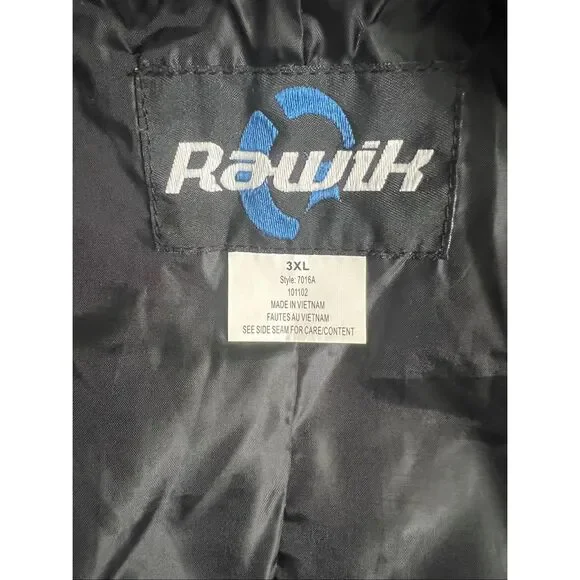 Rawik
3XL
Style: 7016A
101102
MADE IN VIETNAM
FAUTES AU VIETNAM
SEE SIDE SEAM FOR CARE/CONTENT